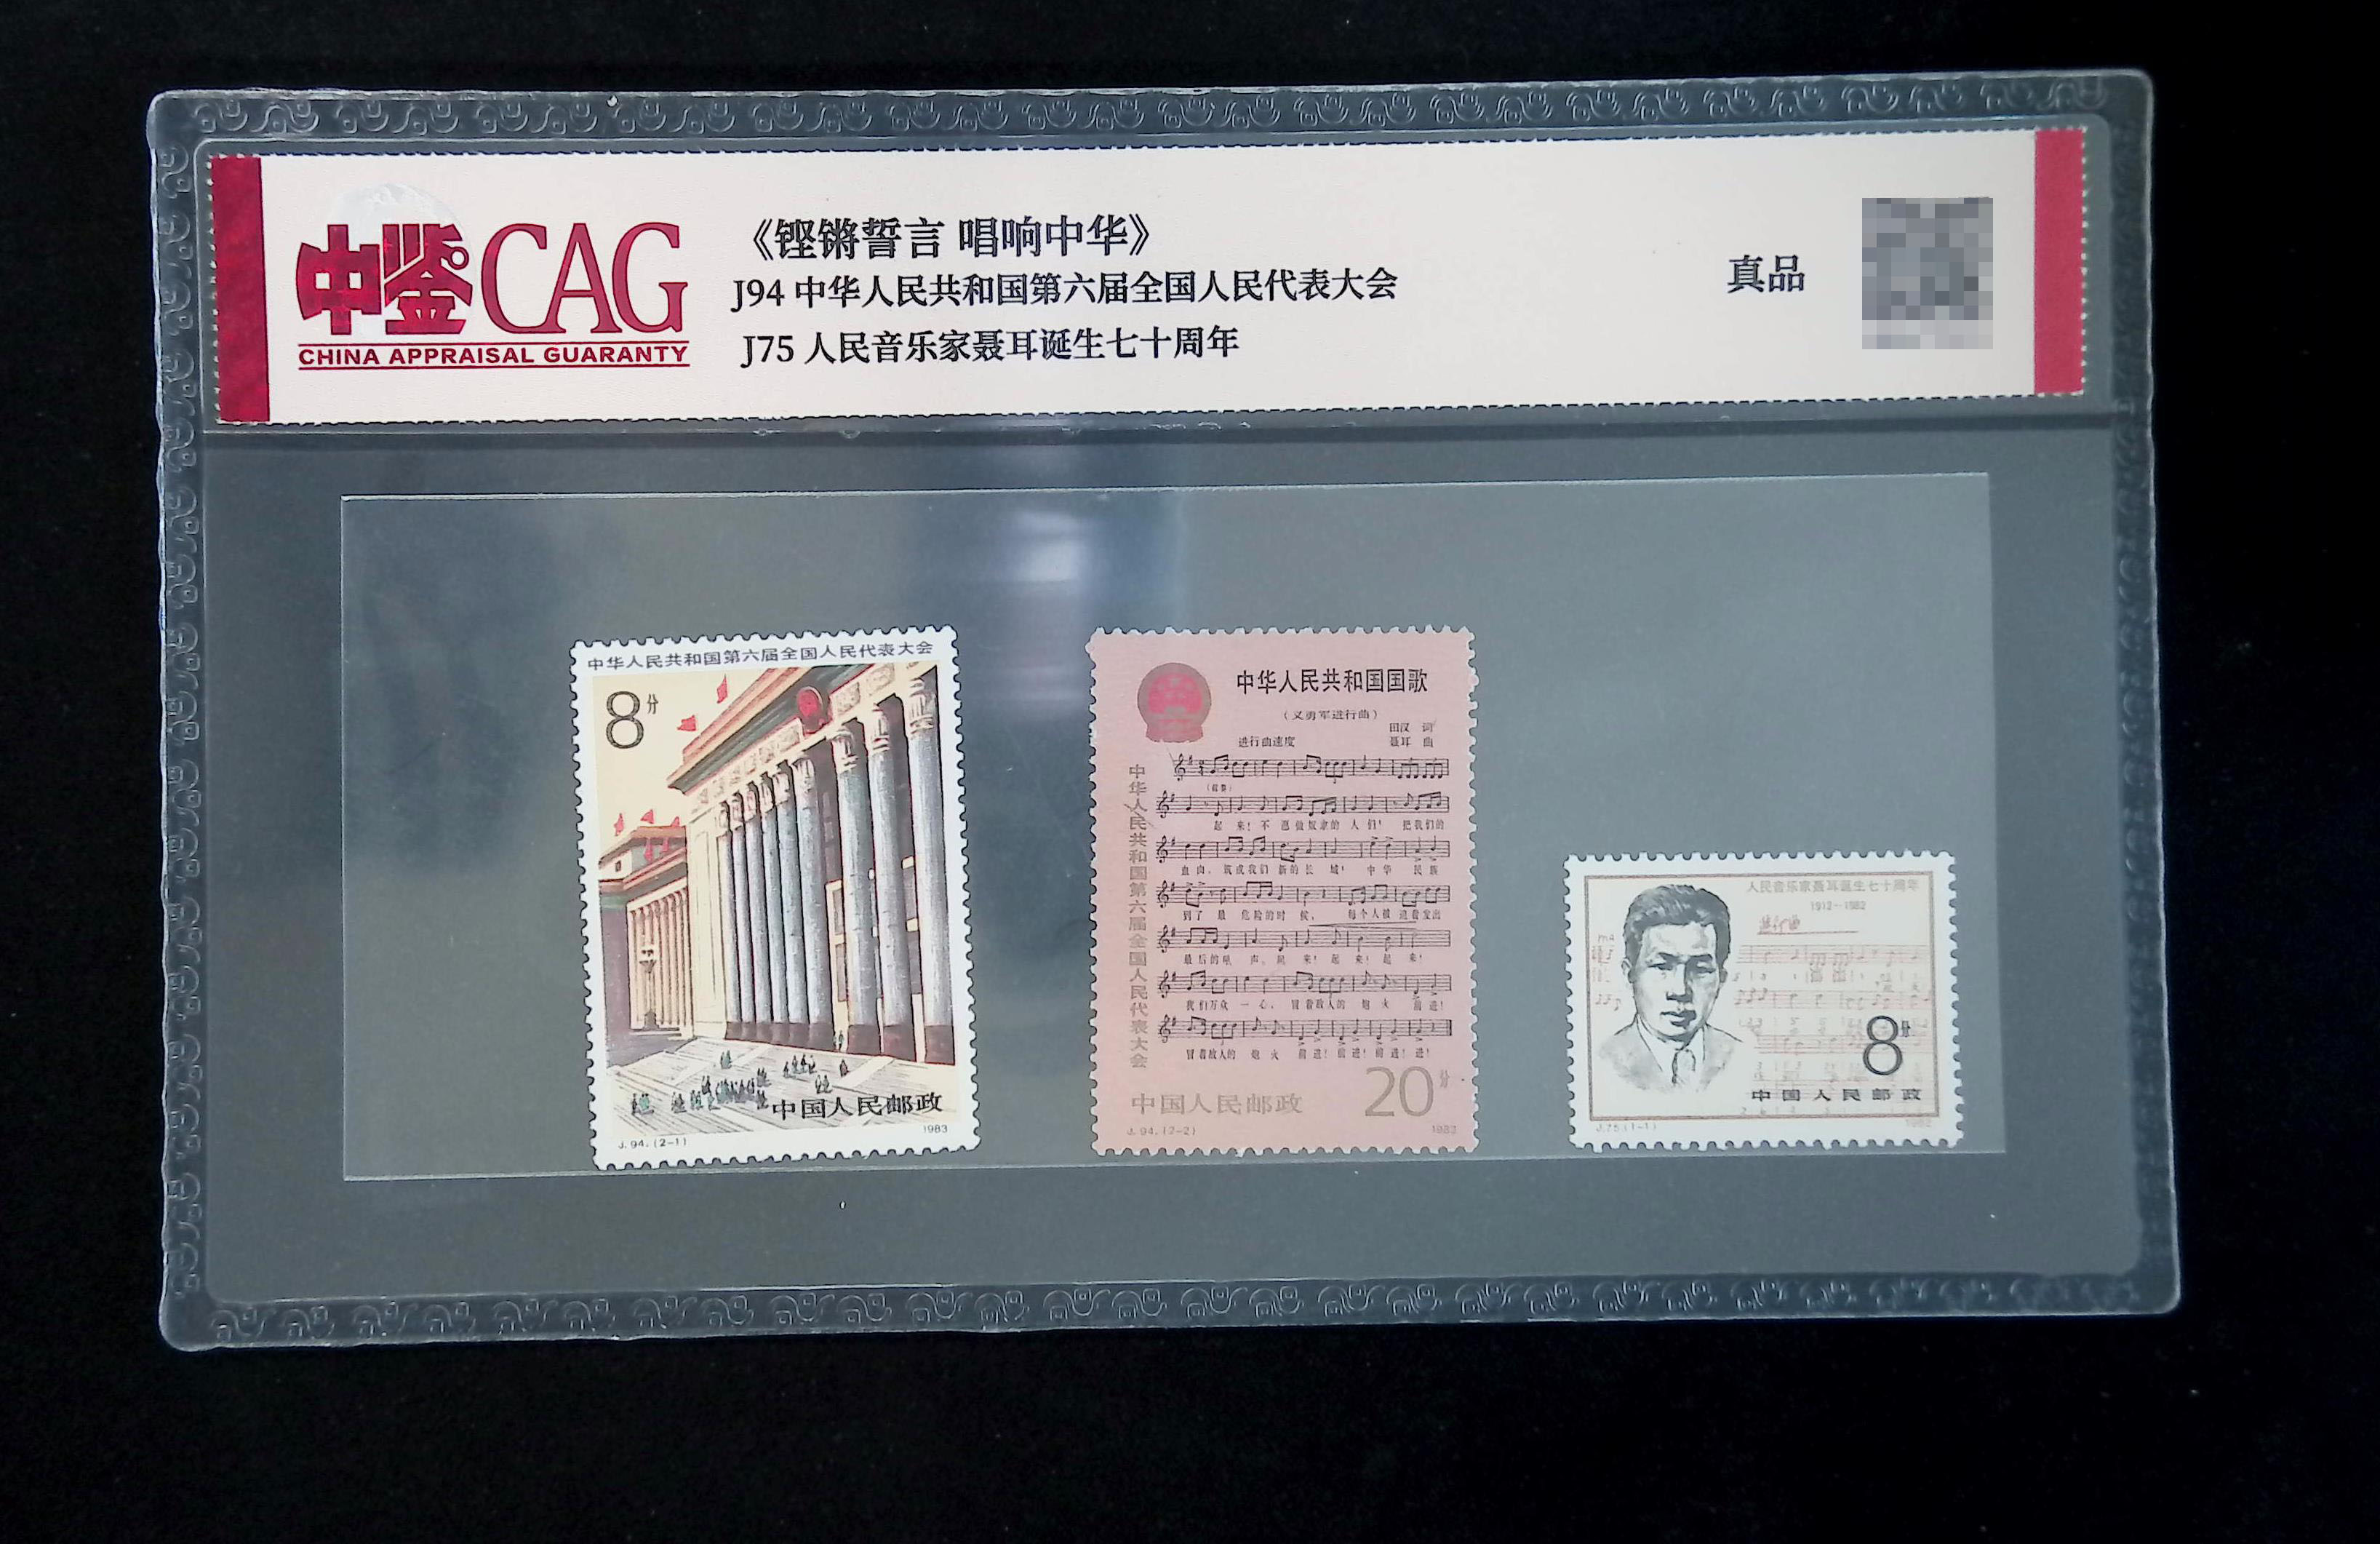 中鉴 CAG
CHINA APPRAISAL GUARANTY
《铿锵誓言 唱响中华》
J94 中华人民共和国第六届全国人民代表大会
J75 人民音乐家聂耳诞生七十周年
真品
中华人民共和国第六届全国人民代表大会
8分
中国人民邮政
J.94.(2-1)
1983
中华人民共和国国歌
(义勇军进行曲)
田汉 词
进行曲速度
聂耳 曲
中华人民共和国第六届全国人民代表大会
(前奏)
起 来! 不 愿 做 奴隶的 人 们! 把 我们的
血 肉, 筑成我们 新的 长 城! 中 华 民 族
到了 最 危险的时 候, 每个人被 迫着发出
最后的吼 声。 起 来! 起 来! 起 来!
我们万众 一 心, 冒着敌人的 炮 火 前 进!
冒着敌人的 炮 火 前 进! 前 进! 前 进! 进!
20分
中国人民邮政
J.94.(2-2)
1983
人民音乐家聂耳诞生七十周年
1912-1982
进行曲
8分
中国人民邮政
J.75.(1-1)
1982